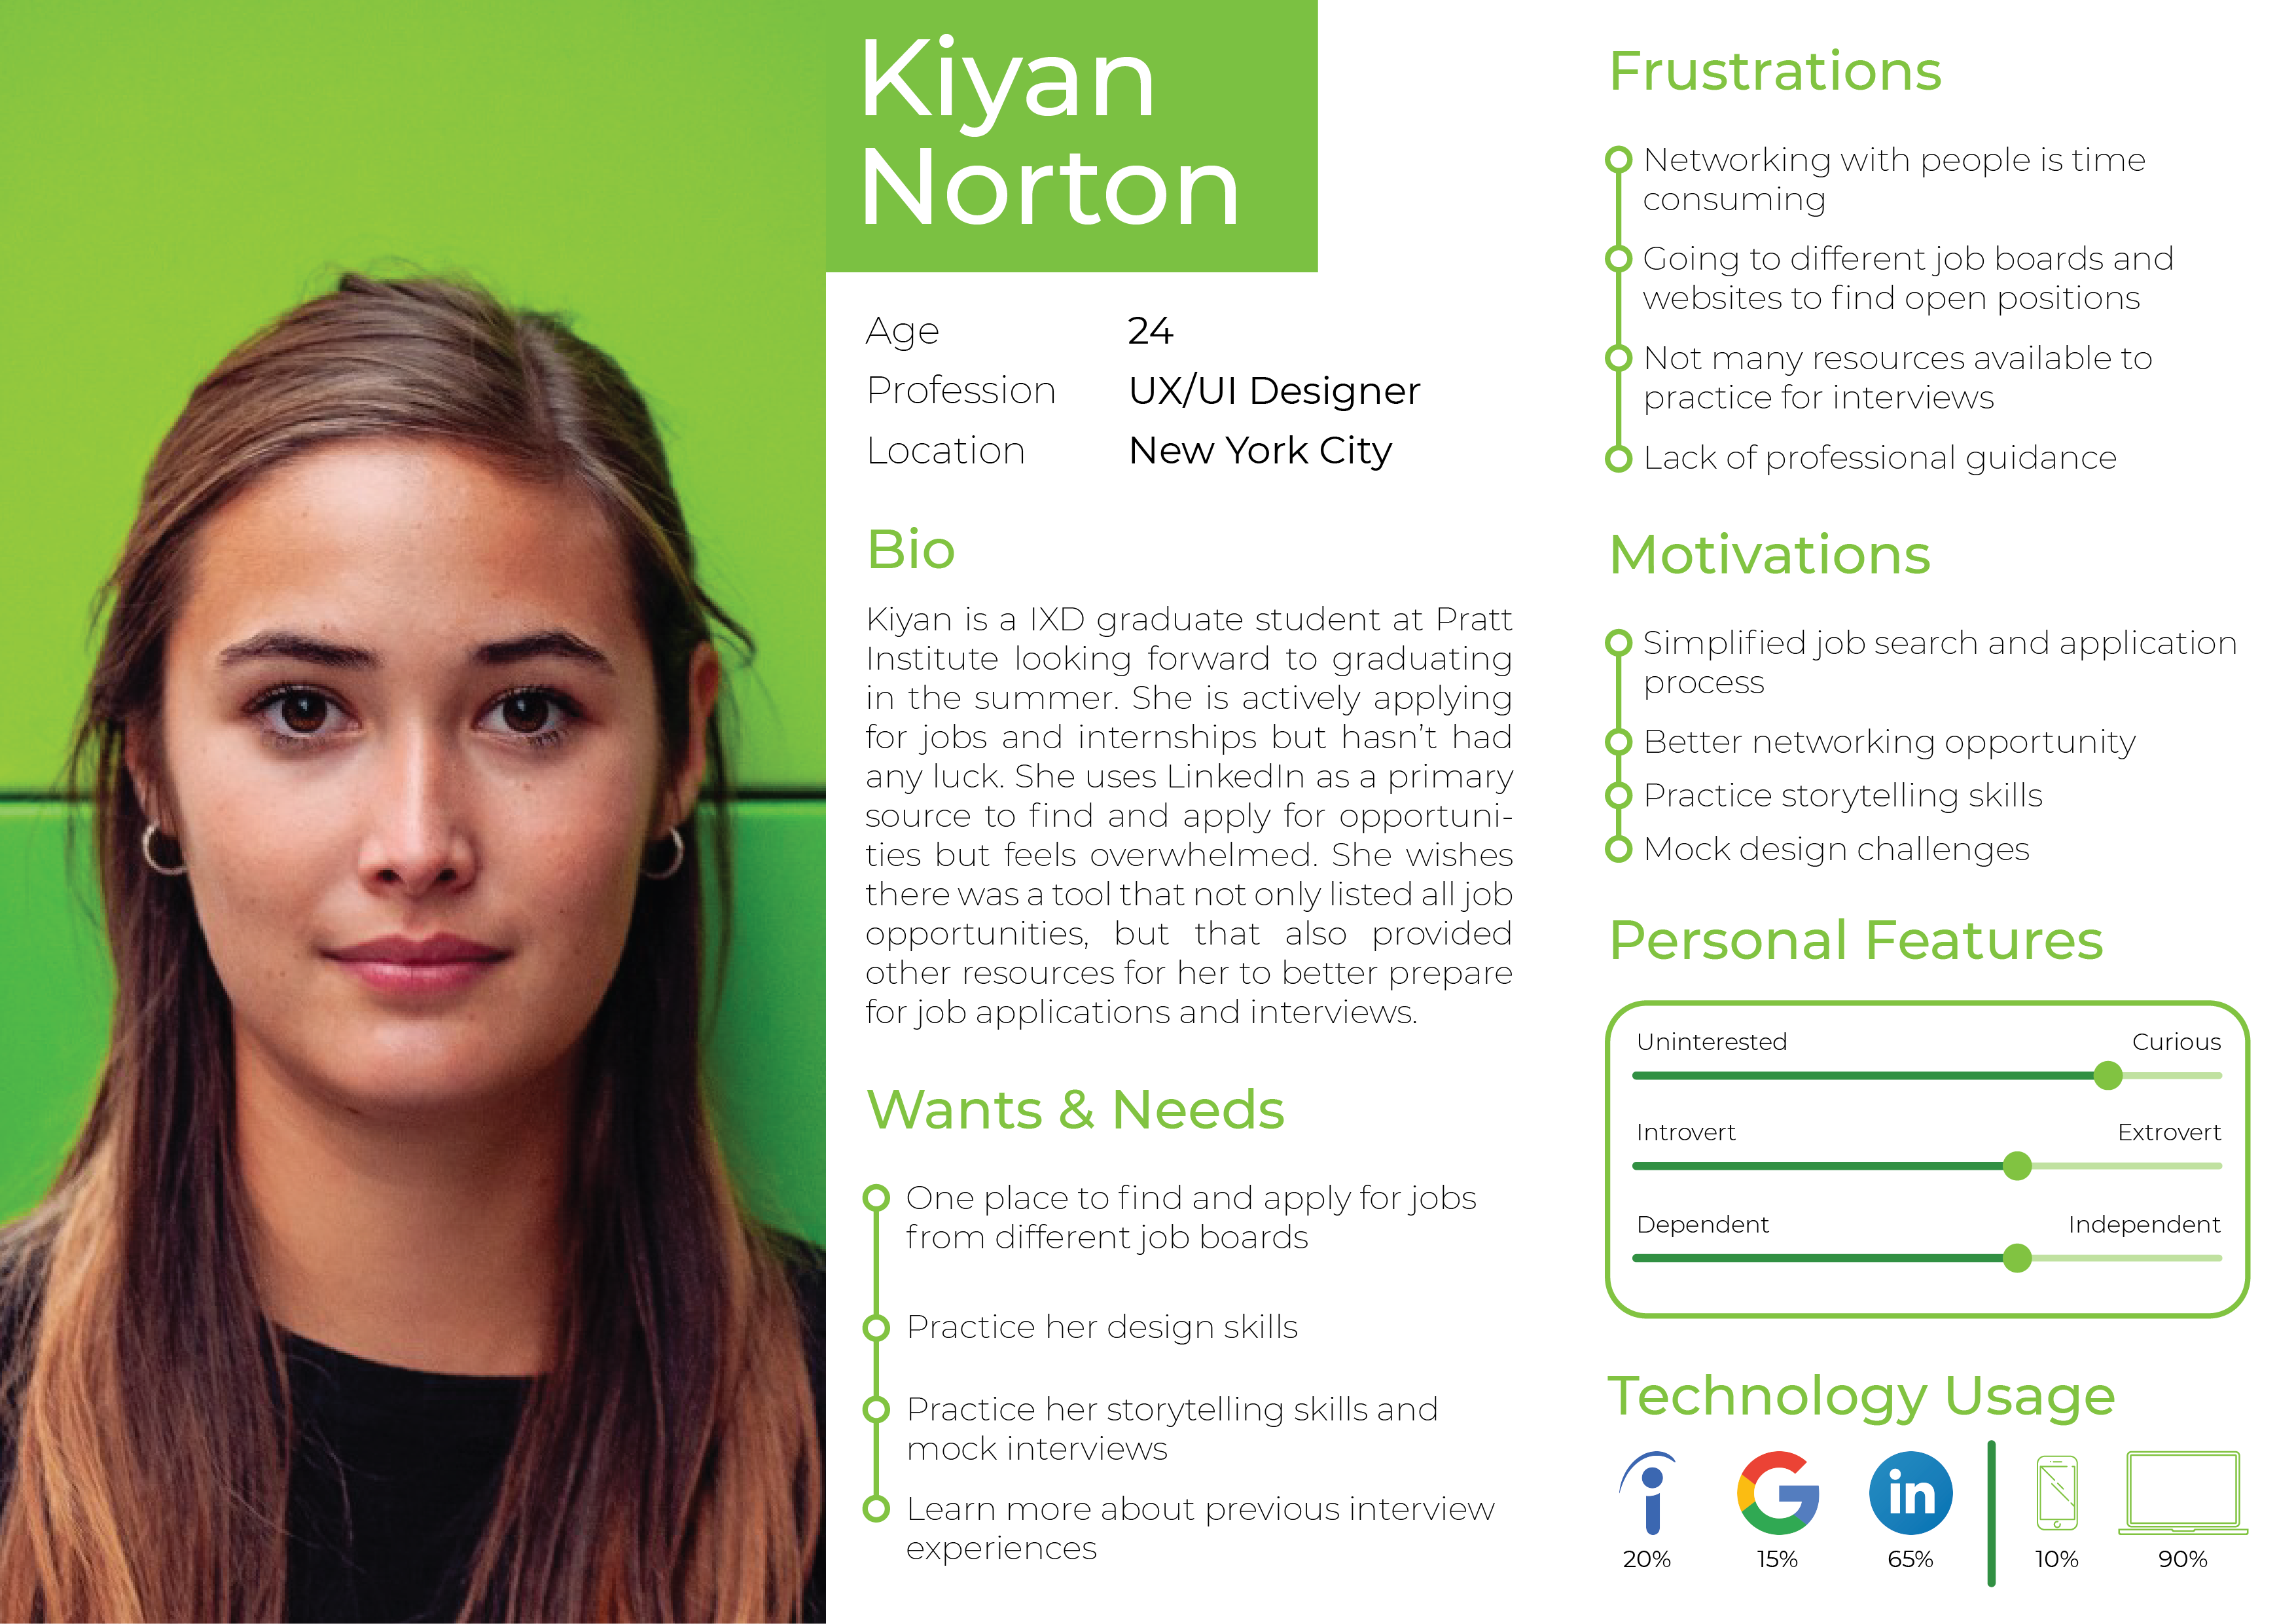 Kiyan
Norton
Age 24
Profession UX/UI Designer
Location New York City
Bio
Kiyan is a IXD graduate student at Pratt
Institute looking forward to graduating
in the summer. She is actively applying
for jobs and internships but hasn’t had
any luck. She uses LinkedIn as a primary
source to find and apply for opportuni-
ties but feels overwhelmed. She wishes
there was a tool that not only listed all job
opportunities, but that also provided
other resources for her to better prepare
for job applications and interviews.
Wants & Needs
One place to find and apply for jobs
from different job boards
Practice her design skills
Practice her storytelling skills and
mock interviews
Learn more about previous interview
experiences
Frustrations
Networking with people is time
consuming
Going to different job boards and
websites to find open positions
Not many resources available to
practice for interviews
Lack of professional guidance
Motivations
Simplified job search and application
process
Better networking opportunity
Practice storytelling skills
Mock design challenges
Personal Features
Uninterested Curious
Introvert Extrovert
Dependent Independent
Technology Usage
i G in
20% 15% 65% 10% 90%